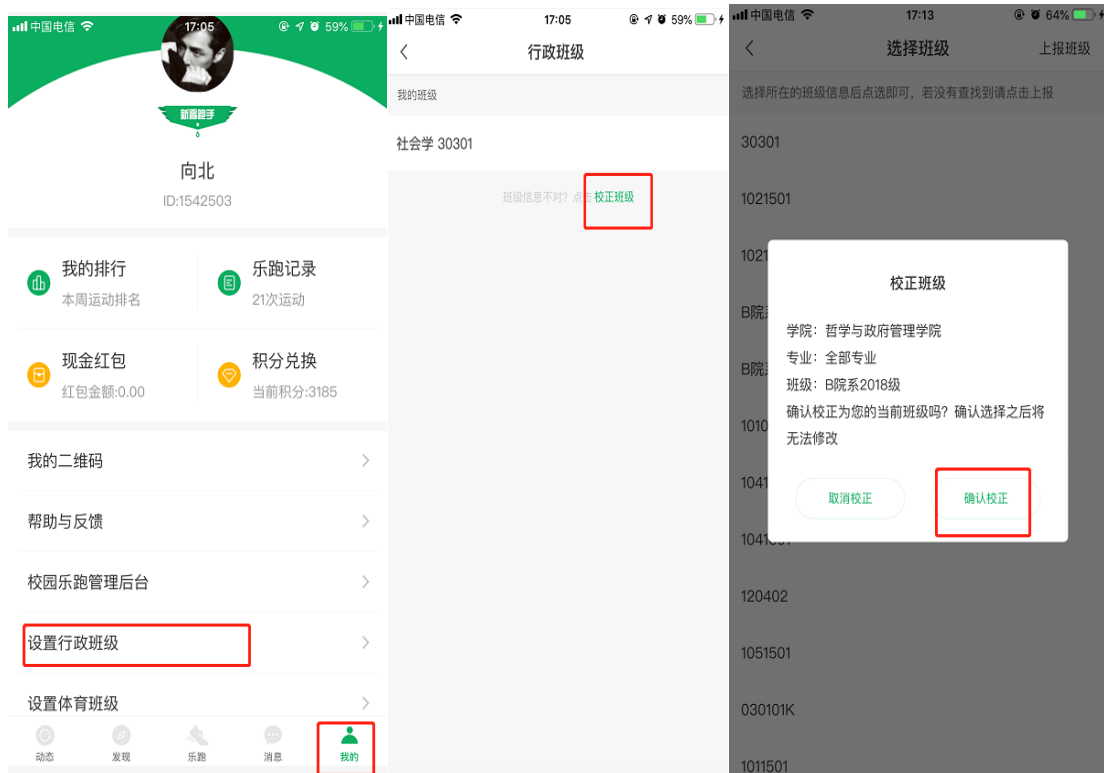 中国电信
17:05
59%
新晋跑手
向北
ID:1542503
我的排行
本周运动排名
乐跑记录
21次运动
现金红包
红包金额:0.00
积分兑换
当前积分:3185
我的二维码
帮助与反馈
校园乐跑管理后台
设置行政班级
设置体育班级
动态
发现
乐跑
消息
我的
中国电信
17:05
59%
行政班级
我的班级
社会学 30301
班级信息不对？点击 校正班级
中国电信
17:13
64%
选择班级
上报班级
选择所在的班级信息后点选即可，若没有查找到请点击上报
30301
1021501
1021
B院
B院
1010
1041
1041
校正班级
学院：哲学与政府管理学院
专业：全部专业
班级：B院系2018级
确认校正为您的当前班级吗？确认选择之后将
无法修改
取消校正
确认校正
120402
1051501
030101K
1011501